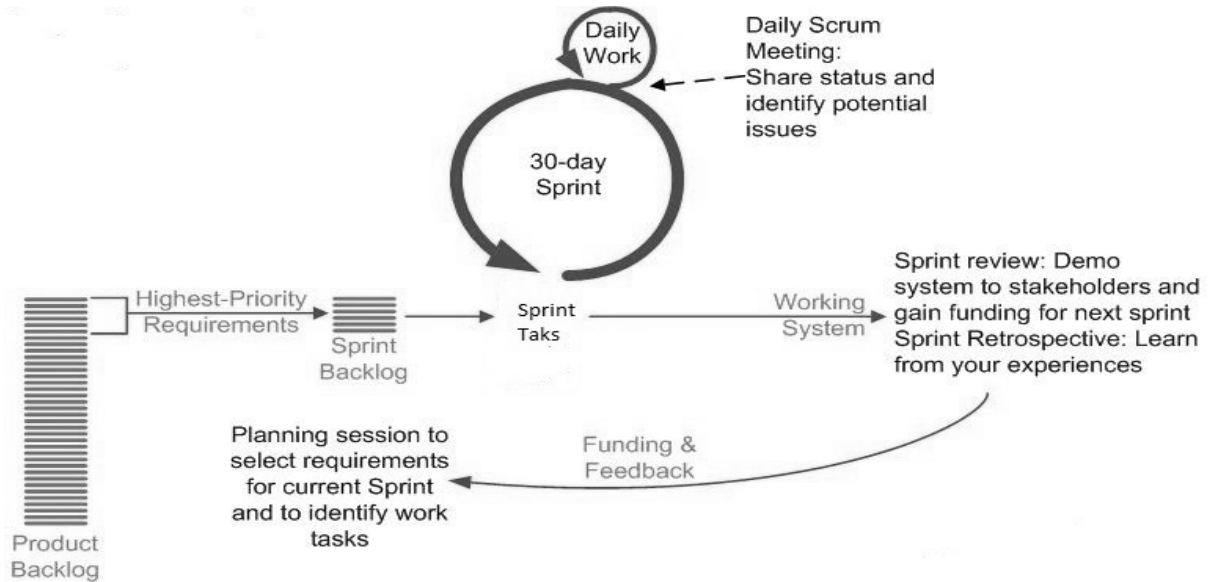 Daily
Work
Daily Scrum
Meeting:
Share status and
identify potential
issues
30-day
Sprint
Highest-Priority
Requirements
Sprint
Backlog
Sprint
Taks
Working
System
Sprint review: Demo
system to stakeholders and
gain funding for next sprint
Sprint Retrospective: Learn
from your experiences
Planning session to
select requirements
for current Sprint
and to identify work
tasks
Funding &
Feedback
Product
Backlog